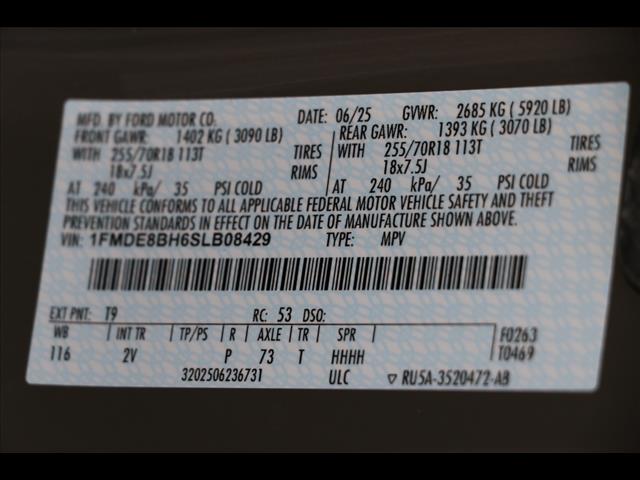 MFD. BY FORD MOTOR CO.
DATE: 06/25 GVWR: 2685 KG ( 5920 LB)
FRONT GAWR: 1402 KG ( 3090 LB) REAR GAWR: 1393 KG ( 3070 LB)
WITH 255/70R18 113T TIRES WITH 255/70R18 113T TIRES
18x7.5J RIMS 18x7.5J RIMS
AT 240 kPa/ 35 PSI COLD AT 240 kPa/ 35 PSI COLD
THIS VEHICLE CONFORMS TO ALL APPLICABLE FEDERAL MOTOR VEHICLE SAFETY AND THEFT
PREVENTION STANDARDS IN EFFECT ON THE DATE OF MANUFACTURE SHOWN ABOVE.
VIN: 1FMDE8BH6SLB08429 TYPE: MPV
EXT PNT: T9 RC: 53 DSO:
WB INT TR TP/PS R AXLE TR SPR F0263
116 2V P 73 T HHHH T0469
3202506236731 ULC ▽ RU5A-3520472-AB